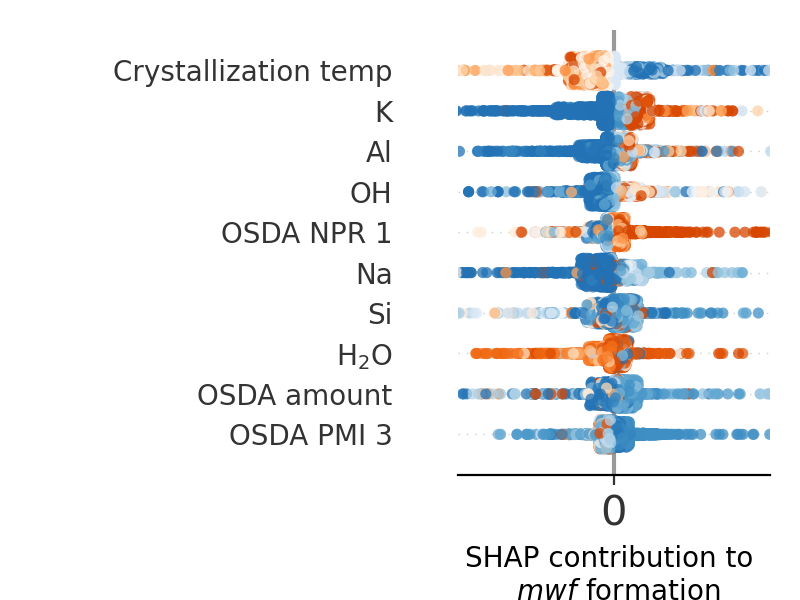 Crystallization temp
K
Al
OH
OSDA NPR 1
Na
Si
H₂O
OSDA amount
OSDA PMI 3
0
SHAP contribution to
mwf formation